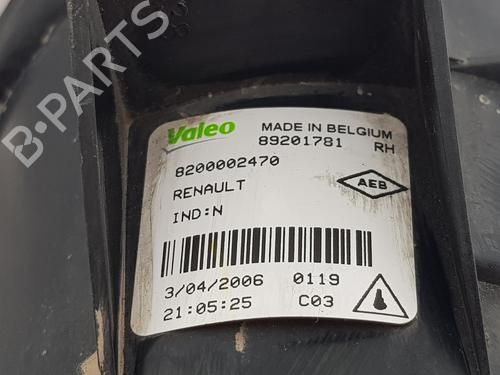 Valeo MADE IN BELGIUM
89201781 RH
8200002470
RENAULT
AEB
IND:N
3/04/2006 0119
21:05:25 C03
B-PARTS